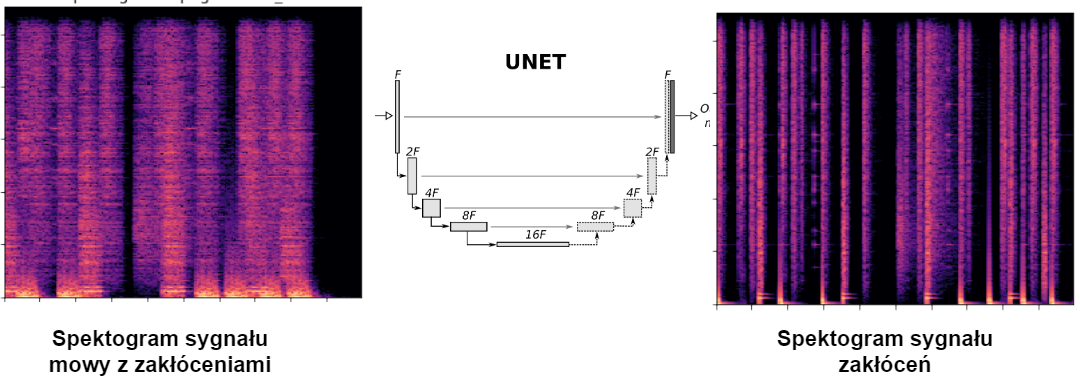 UNET
F
F
2F
2F
4F
4F
8F
8F
16F
Spektogram sygnału
mowy z zakłóceniami
Spektogram sygnału
zakłóceń